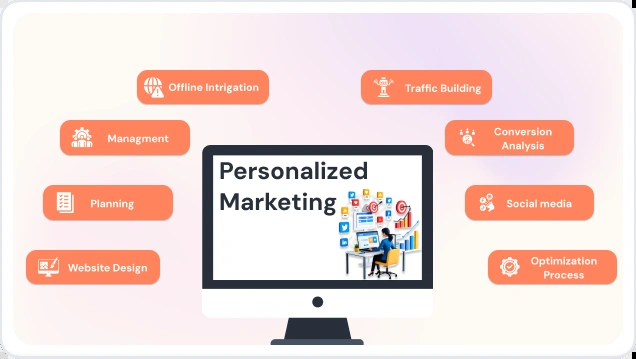 Offline Intrigation
Traffic Building
Managment
Conversion
Analysis
Personalized
Marketing
Planning
Social media
Website Design
Optimization
Process